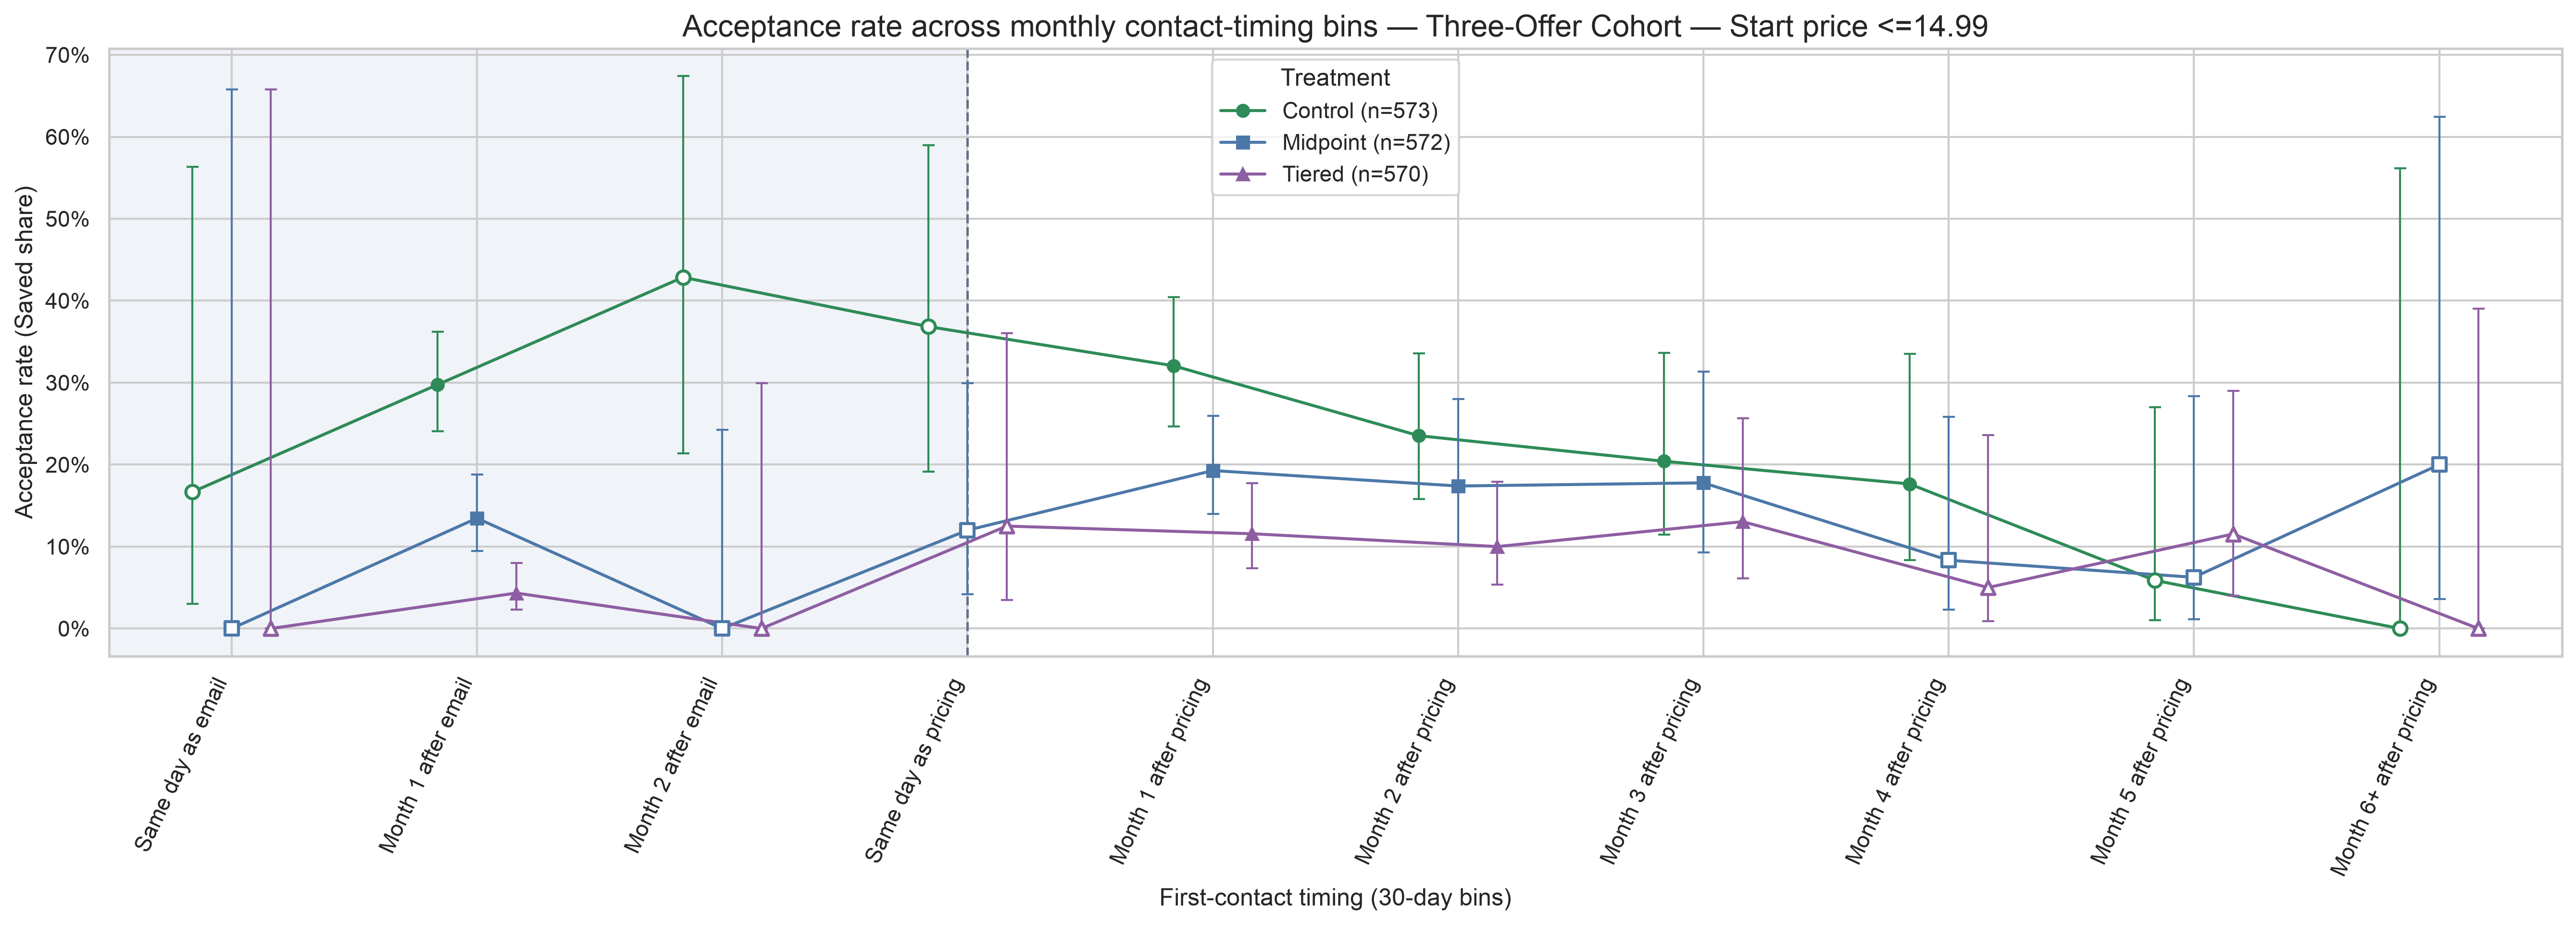 Acceptance rate across monthly contact-timing bins — Three-Offer Cohort — Start price <=14.99
Acceptance rate (Saved share)
70%
60%
50%
40%
30%
20%
10%
0%
Treatment
Control (n=573)
Midpoint (n=572)
Tiered (n=570)
Same day as email
Month 1 after email
Month 2 after email
Same day as pricing
Month 1 after pricing
Month 2 after pricing
Month 3 after pricing
Month 4 after pricing
Month 5 after pricing
Month 6+ after pricing
First-contact timing (30-day bins)